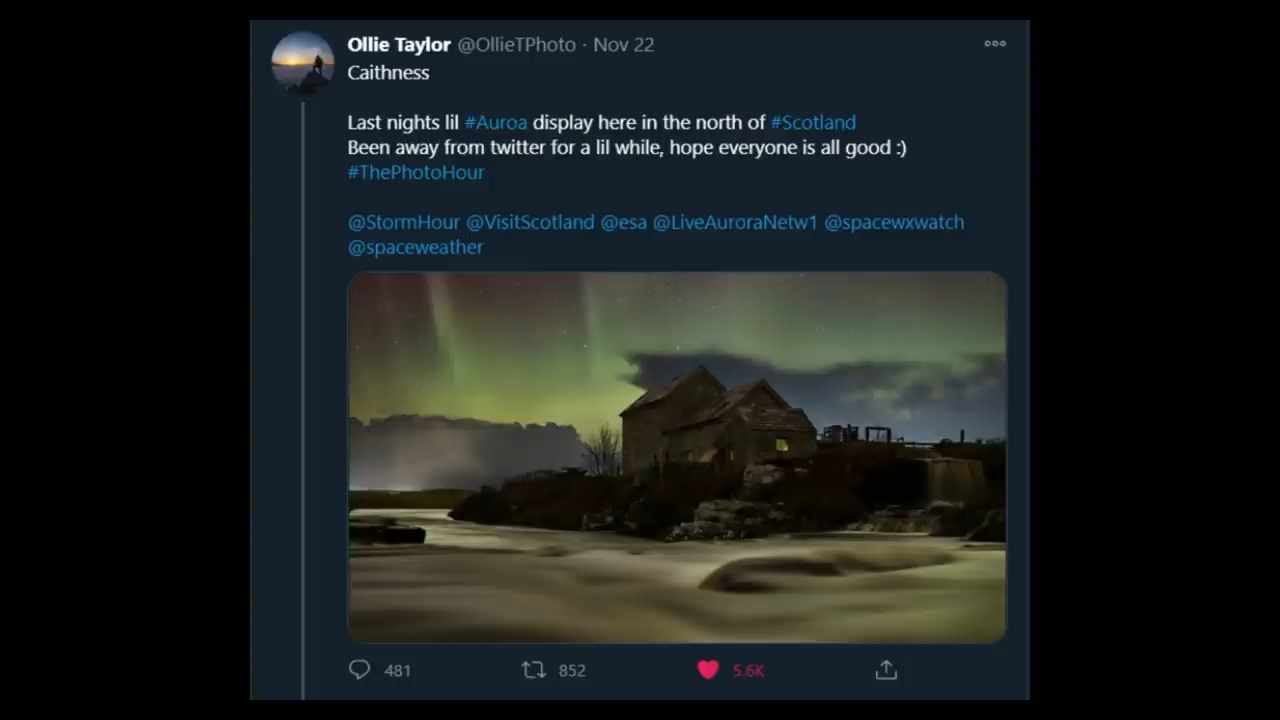 Ollie Taylor @OllieTPhoto · Nov 22
Caithness
Last nights lil #Auroa display here in the north of #Scotland
Been away from twitter for a lil while, hope everyone is all good :)
#ThePhotoHour
@StormHour @VisitScotland @esa @LiveAuroraNetw1 @spacewxwatch
@spaceweather
481 852 5.6K